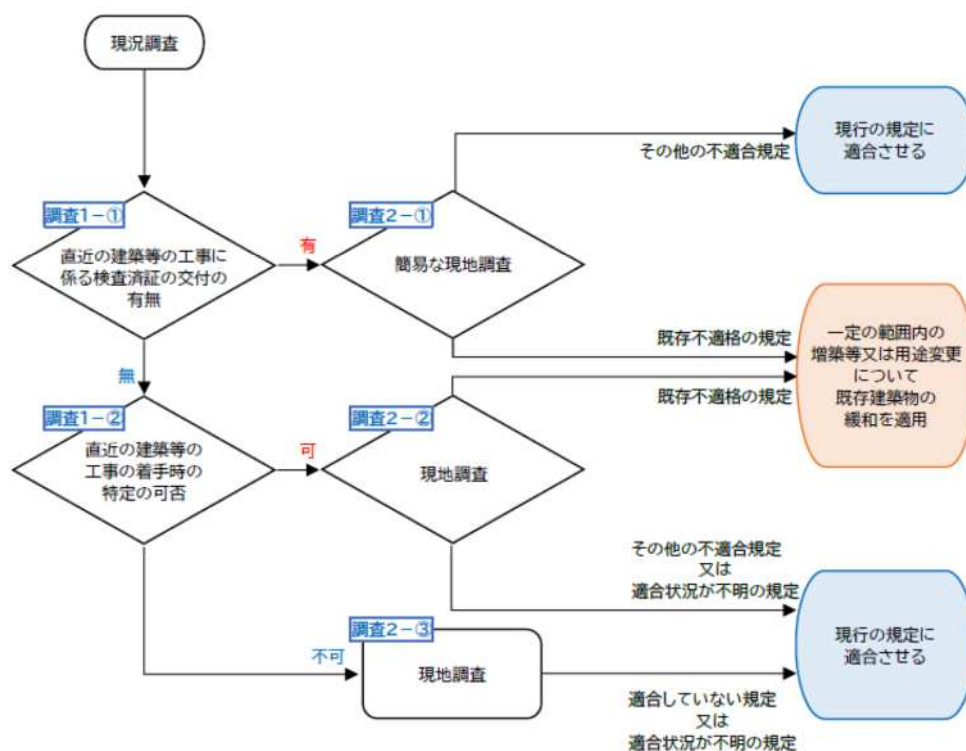 現況調査
現行の規定に
適合させる
その他の不適合規定
調査1-①
調査2-①
直近の建築等の工事に
係る検査済証の交付の
有無
有
簡易な現地調査
既存不適格の規定
一定の範囲内の
増築等又は用途変更
について
既存建築物の
緩和を適用
無
既存不適格の規定
調査1-②
調査2-②
直近の建築等の
工事の着手時の
特定の可否
可
現地調査
その他の不適合規定
又は
適合状況が不明の規定
現行の規定に
適合させる
調査2-③
不可
現地調査
適合していない規定
又は
適合状況が不明の規定